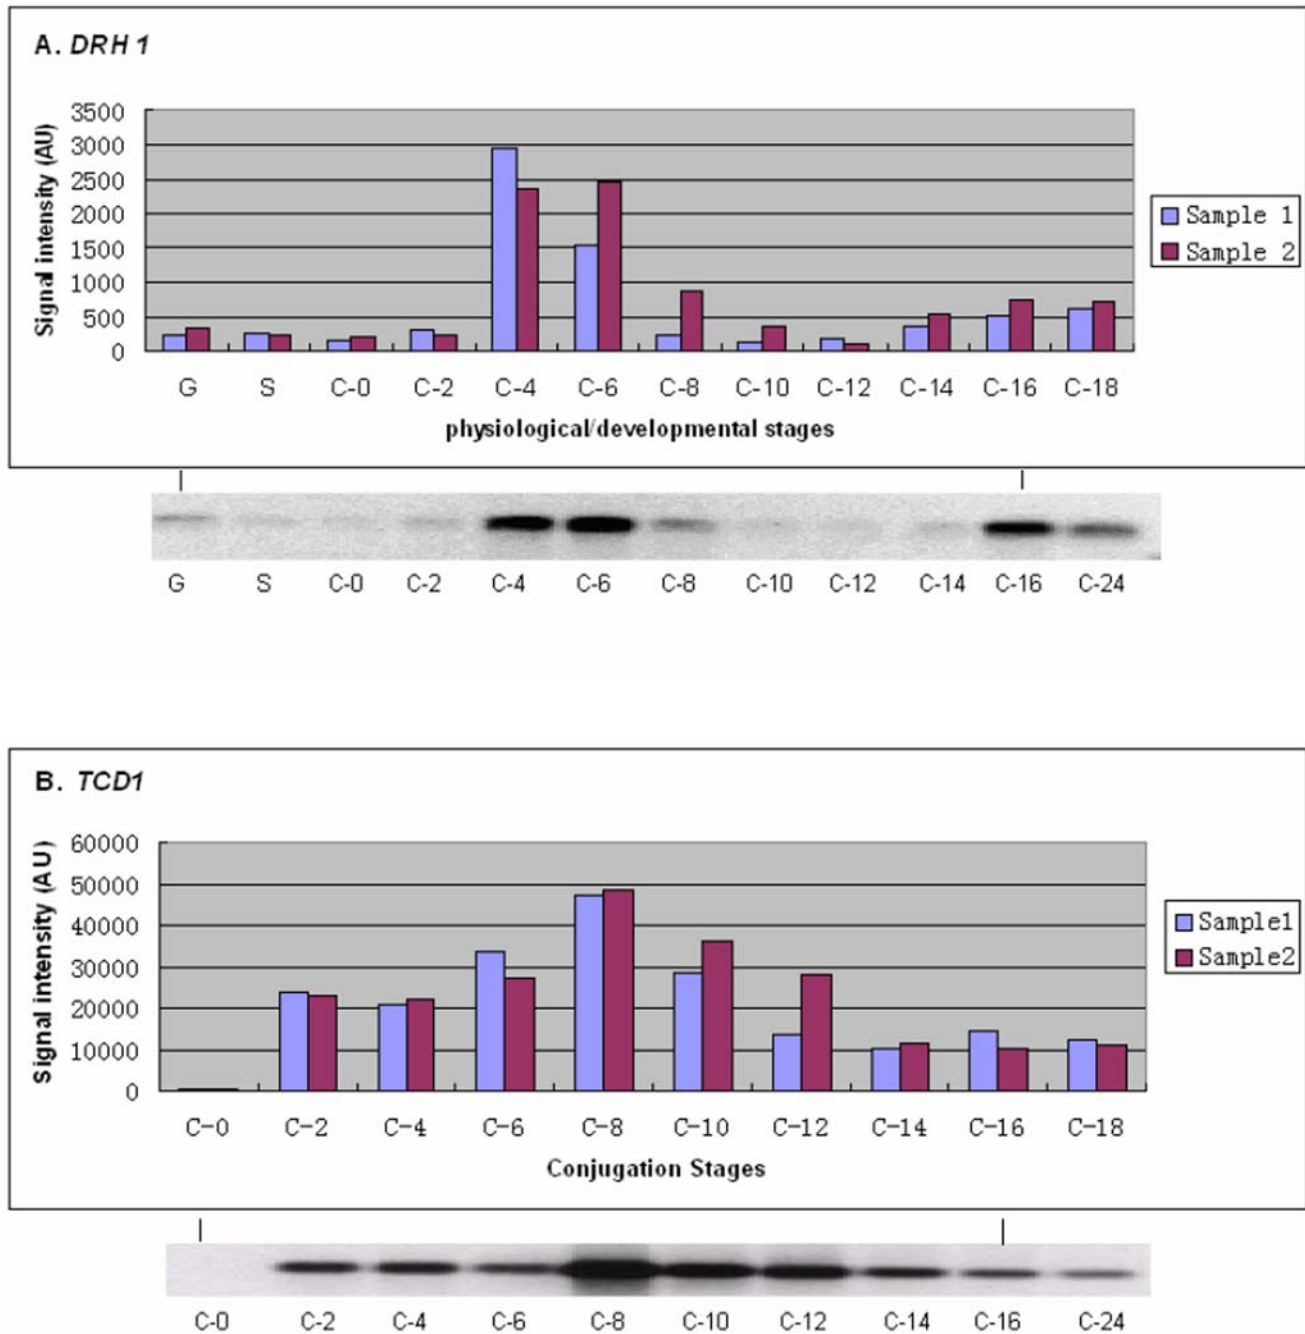 A. DRH 1
Signal intensity (AU)
3500
3000
2500
2000
1500
1000
500
0
G S C-0 C-2 C-4 C-6 C-8 C-10 C-12 C-14 C-16 C-18
physiological/developmental stages
Sample 1
Sample 2
G S C-0 C-2 C-4 C-6 C-8 C-10 C-12 C-14 C-16 C-24
B. TCD1
Signal intensity (AU)
60000
50000
40000
30000
20000
10000
0
C-0 C-2 C-4 C-6 C-8 C-10 C-12 C-14 C-16 C-18
Conjugation Stages
Sample1
Sample2
C-0 C-2 C-4 C-6 C-8 C-10 C-12 C-14 C-16 C-24